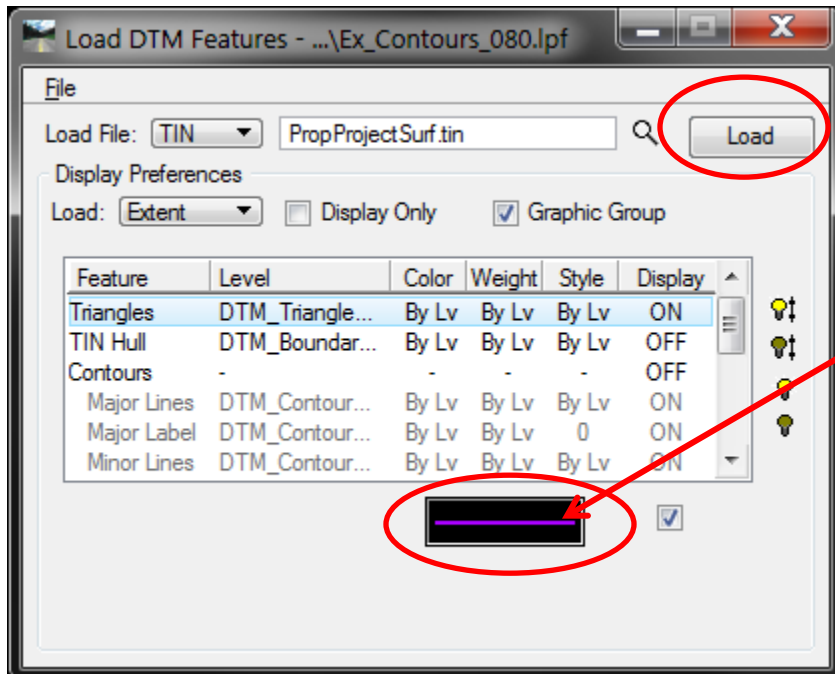 Load DTM Features - ...\Ex_Contours_080.lpf
File
Load File: TIN PropProjectSurf.tin Load
Display Preferences
Load: Extent Display Only Graphic Group
Feature Level Color Weight Style Display
Triangles DTM_Triangle... By Lv By Lv By Lv ON
TIN Hull DTM_Boundar... By Lv By Lv By Lv OFF
Contours - - - - OFF
Major Lines DTM_Contour... By Lv By Lv By Lv ON
Major Label DTM_Contour... By Lv By Lv 0 ON
Minor Lines DTM_Contour... By Lv By Lv By Lv ON